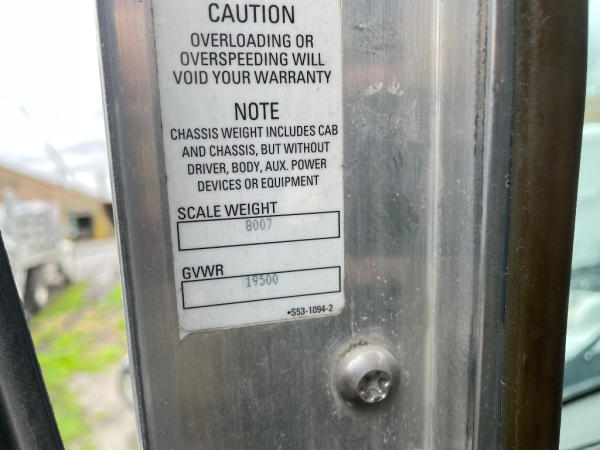 CAUTION
OVERLOADING OR
OVERSPEEDING WILL
VOID YOUR WARRANTY
NOTE
CHASSIS WEIGHT INCLUDES CAB
AND CHASSIS, BUT WITHOUT
DRIVER, BODY, AUX. POWER
DEVICES OR EQUIPMENT
SCALE WEIGHT
8007
GVWR
19500
•S53-1094-2